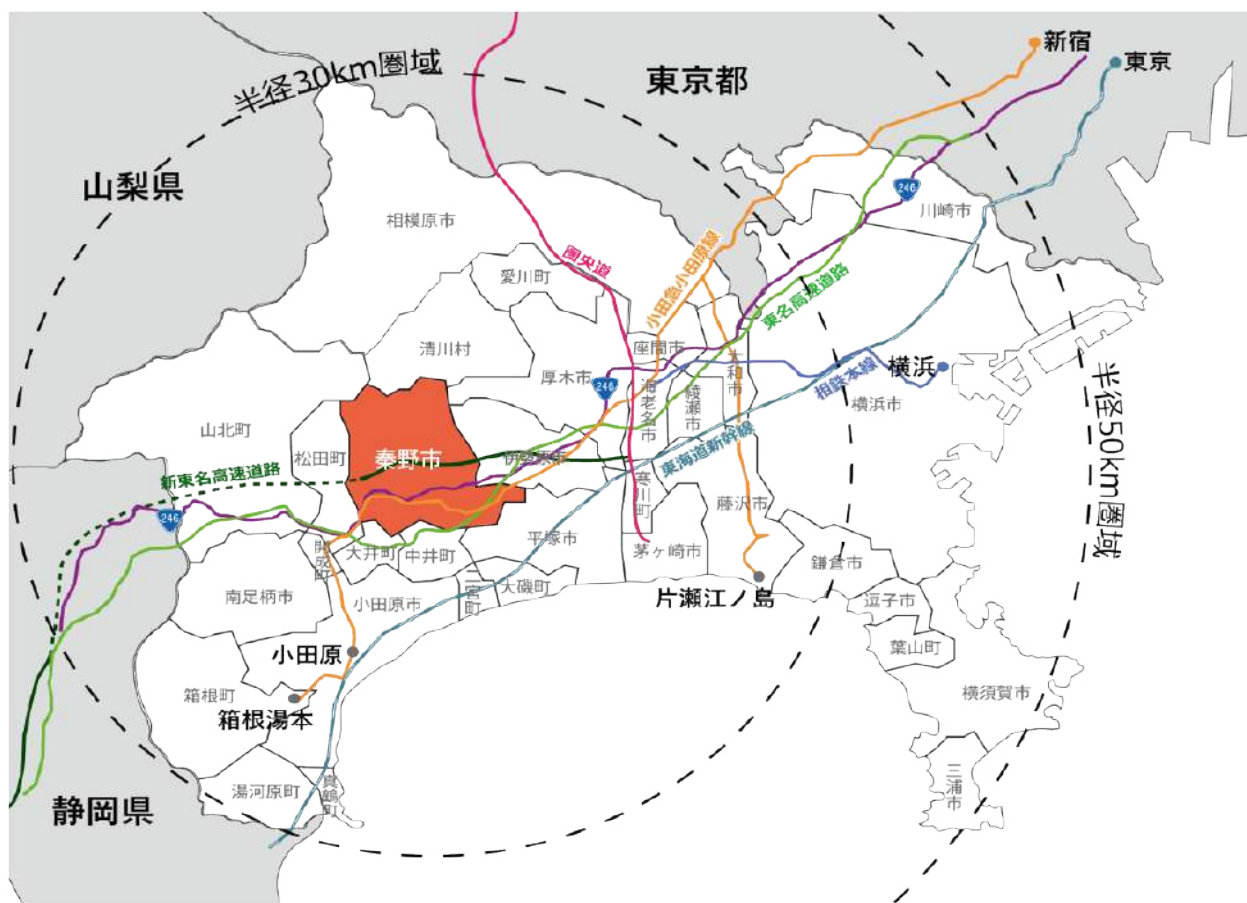 新宿
東京
東京都
半径30km圏域
山梨県
246
川崎市
相模原市
圏央道
小田急小田原線
愛川町
東名高速道路
清川村
座間市
大和市
厚木市
246
海老名市
綾瀬市
相鉄本線
横浜
横浜市
半径50km圏域
山北町
松田町
秦野市
伊勢原市
東海道新幹線
新東名高速道路
寒川町
藤沢市
246
開成町
大井町
中井町
平塚市
茅ヶ崎市
鎌倉市
南足柄市
小田原市
二宮町
大磯町
片瀬江ノ島
逗子市
葉山町
小田原
箱根町
箱根湯本
横須賀市
湯河原町
真鶴町
三浦市
静岡県